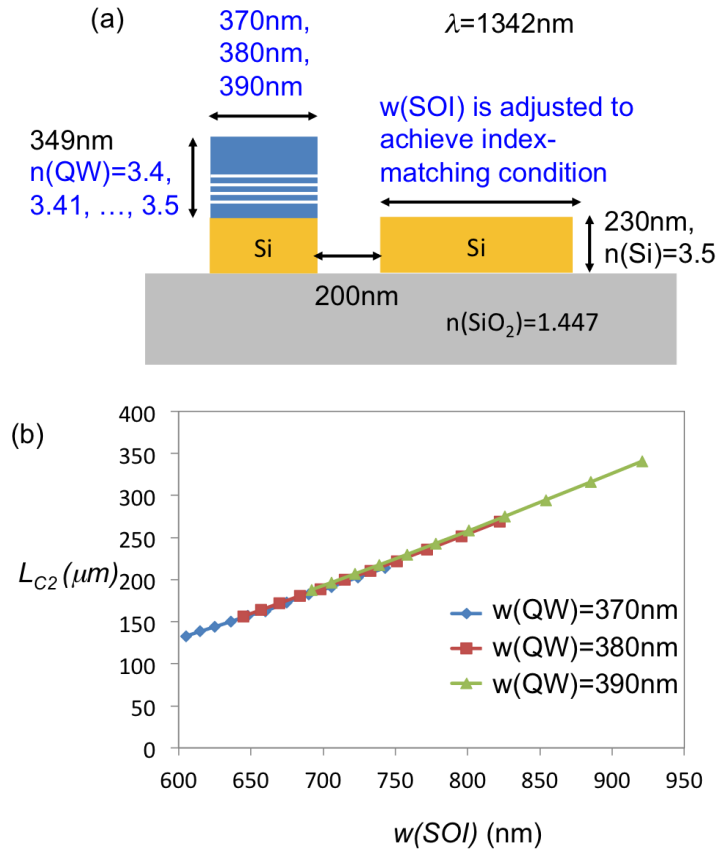 (a)
370nm,
380nm,
390nm
λ=1342nm
w(SOI) is adjusted to
achieve index-
matching condition
349nm
n(QW)=3.4,
3.41, …, 3.5
Si
Si
230nm,
n(Si)=3.5
200nm
n(SiO₂)=1.447
(b)
400
350
300
250
200
150
100
50
0
L_C2 (μm)
w(QW)=370nm
w(QW)=380nm
w(QW)=390nm
600 650 700 750 800 850 900 950
w(SOI) (nm)